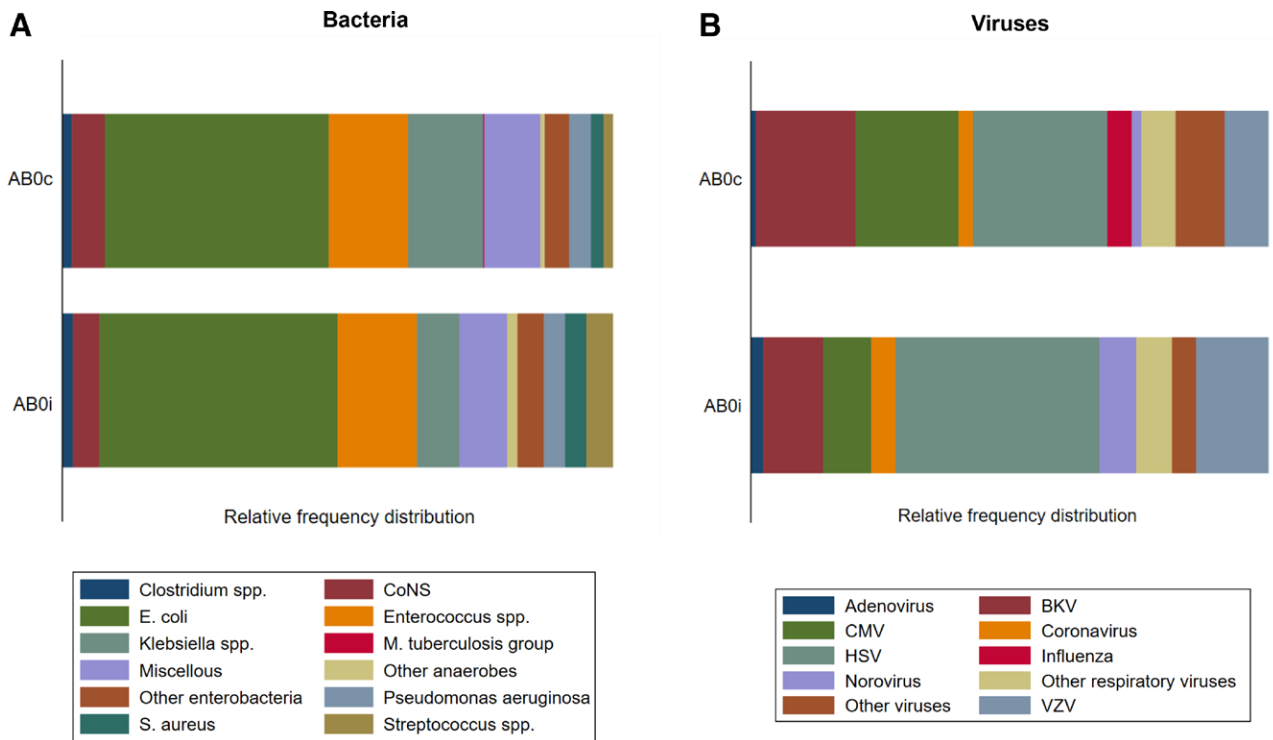 A
Bacteria
AB0c
AB0i
Relative frequency distribution
Clostridium spp.
CoNS
E. coli
Enterococcus spp.
Klebsiella spp.
M. tuberculosis group
Miscellous
Other anaerobes
Other enterobacteria
Pseudomonas aeruginosa
S. aureus
Streptococcus spp.
B
Viruses
AB0c
AB0i
Relative frequency distribution
Adenovirus
BKV
CMV
Coronavirus
HSV
Influenza
Norovirus
Other respiratory viruses
Other viruses
VZV